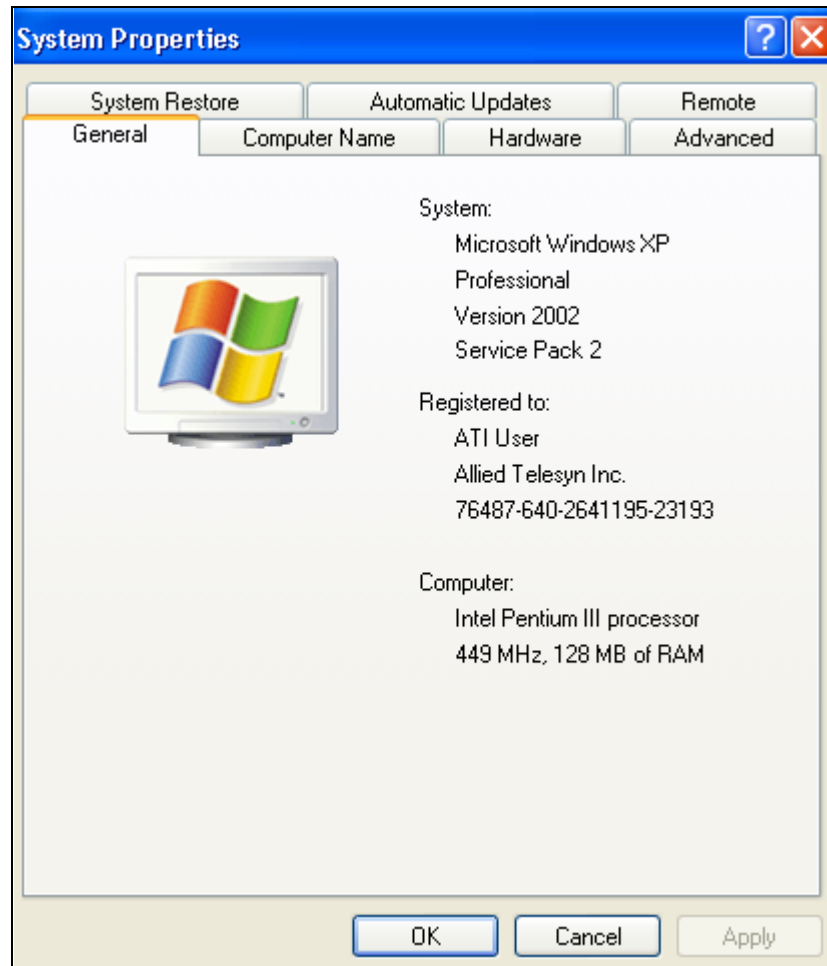 System Properties
System Restore
Automatic Updates
Remote
General
Computer Name
Hardware
Advanced
System:
Microsoft Windows XP
Professional
Version 2002
Service Pack 2
Registered to:
ATI User
Allied Telesyn Inc.
76487-640-2641195-23193
Computer:
Intel Pentium III processor
449 MHz, 128 MB of RAM
OK
Cancel
Apply